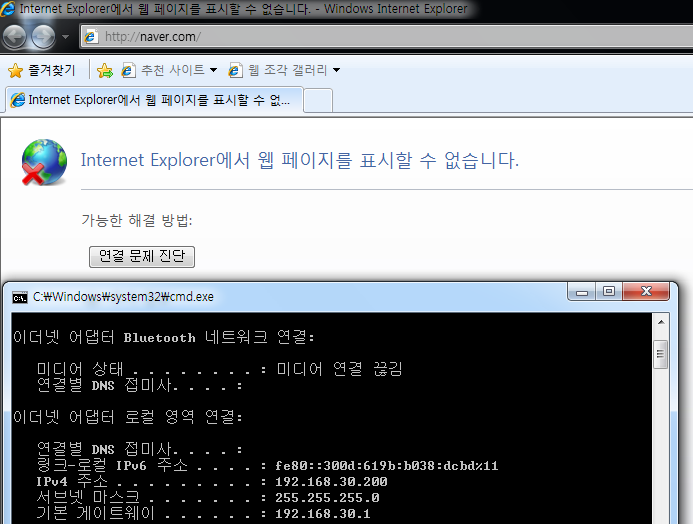 Internet Explorer에서 웹 페이지를 표시할 수 없습니다. - Windows Internet Explorer
http://naver.com/
즐겨찾기 추천 사이트 웹 조각 갤러리
Internet Explorer에서 웹 페이지를 표시할 수 없...
Internet Explorer에서 웹 페이지를 표시할 수 없습니다.
가능한 해결 방법:
연결 문제 진단
C:₩Windows₩system32₩cmd.exe
이더넷 어댑터 Bluetooth 네트워크 연결:
미디어 상태 . . . . . . . . : 미디어 연결 끊김
연결별 DNS 접미사. . . . :
이더넷 어댑터 로컬 영역 연결:
연결별 DNS 접미사. . . . :
링크-로컬 IPv6 주소 . . . . : fe80::300d:619b:b038:dcbd%11
IPv4 주소 . . . . . . . . . : 192.168.30.200
서브넷 마스크 . . . . . . . : 255.255.255.0
기본 게이트웨이 . . . . . . : 192.168.30.1